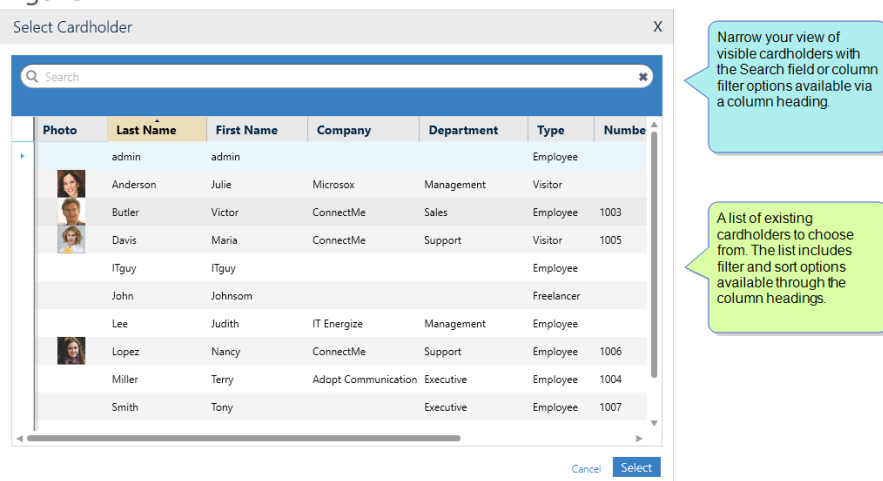 Select Cardholder X
Search
Photo Last Name First Name Company Department Type Numbe
admin admin Employee
Anderson Julie Microsox Management Visitor
Butler Victor ConnectMe Sales Employee 1003
Davis Maria ConnectMe Support Visitor 1005
ITguy ITguy Employee
John Johnsom Freelancer
Lee Judith IT Energize Management Employee
Lopez Nancy ConnectMe Support Employee 1006
Miller Terry Adopt Communication Executive Employee 1004
Smith Tony Executive Employee 1007
Cancel Select
Narrow your view of
visible cardholders with
the Search field or column
filter options available via
a column heading.
A list of existing
cardholders to choose
from. The list includes
filter and sort options
available through the
column headings.